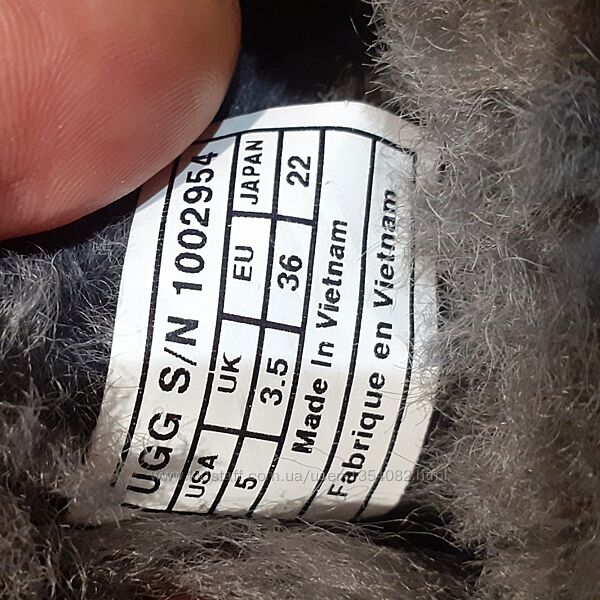 UGG S/N 1002954
USA UK EU JAPAN
5 3.5 36 22
Made In Vietnam
Fabrique en Vietnam